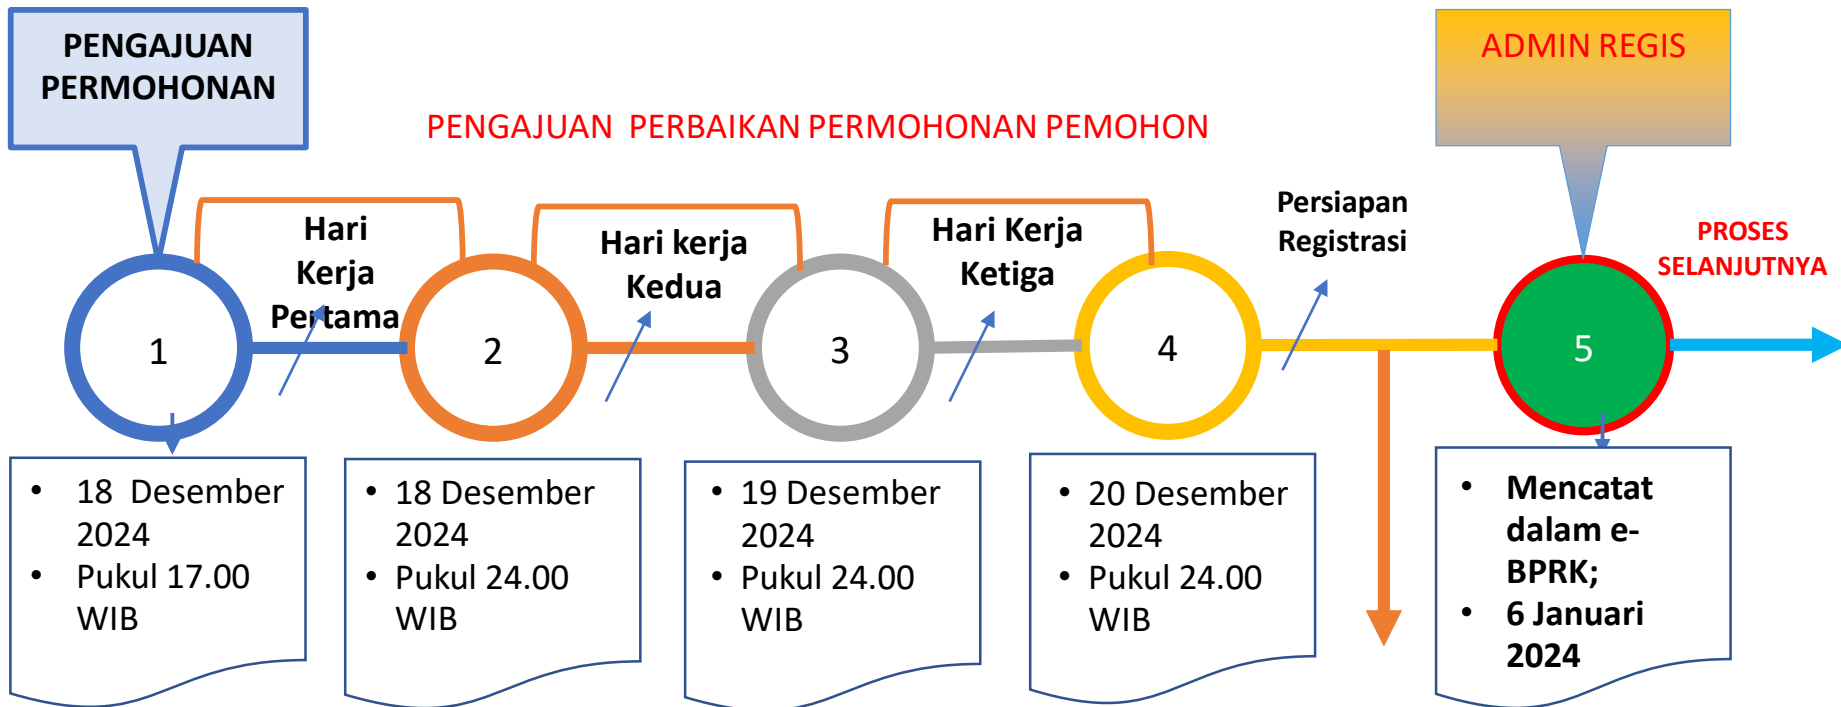 PENGAJUAN
PERMOHONAN
ADMIN REGIS
PENGAJUAN PERBAIKAN PERMOHONAN PEMOHON
Hari
Kerja
Pertama
Hari kerja
Kedua
Hari Kerja
Ketiga
Persiapan
Registrasi
PROSES
SELANJUTNYA
1
2
3
4
5
• 18 Desember
2024
• Pukul 17.00
WIB
• 18 Desember
2024
• Pukul 24.00
WIB
• 19 Desember
2024
• Pukul 24.00
WIB
• 20 Desember
2024
• Pukul 24.00
WIB
• Mencatat
dalam e-
BPRK;
• 6 Januari
2024